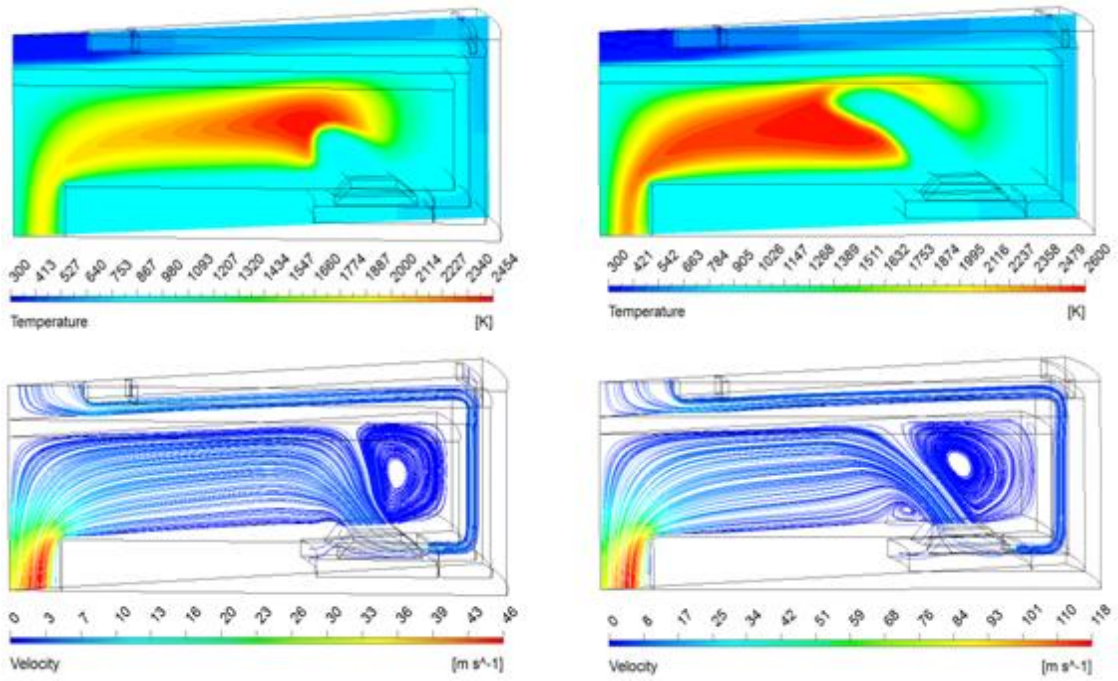 300 413 527 640 753 867 980 1093 1207 1320 1434 1547 1660 1774 1887 2000 2114 2227 2340 2454
Temperature [K]
300 421 542 663 784 905 1026 1147 1268 1389 1511 1632 1753 1874 1995 2116 2237 2358 2479 2600
Temperature [K]
0 3 7 10 13 16 20 23 26 30 33 36 39 43 46
Velocity [m s^-1]
0 8 17 25 34 42 51 59 68 76 84 93 101 110 118
Velocity [m s^-1]